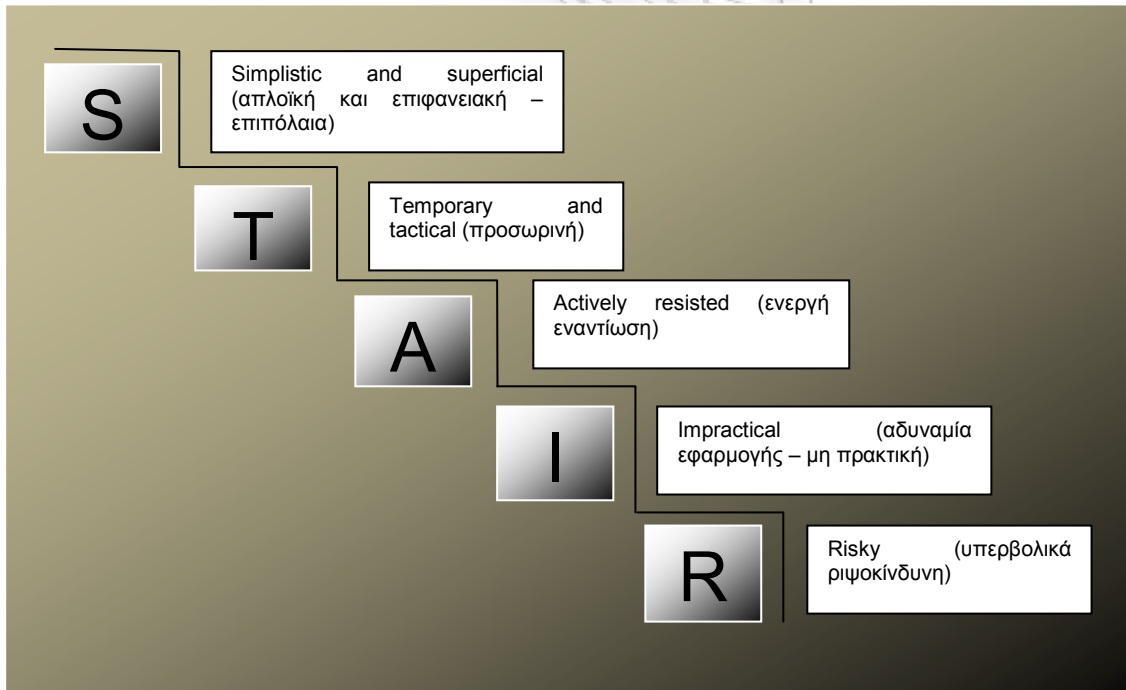 S
Simplistic and superficial
(απλοϊκή και επιφανειακή –
επιπόλαια)
T
Temporary and
tactical (προσωρινή)
A
Actively resisted (ενεργή
εναντίωση)
I
Impractical (αδυναμία
εφαρμογής – μη πρακτική)
R
Risky (υπερβολικά
ριψοκίνδυνη)